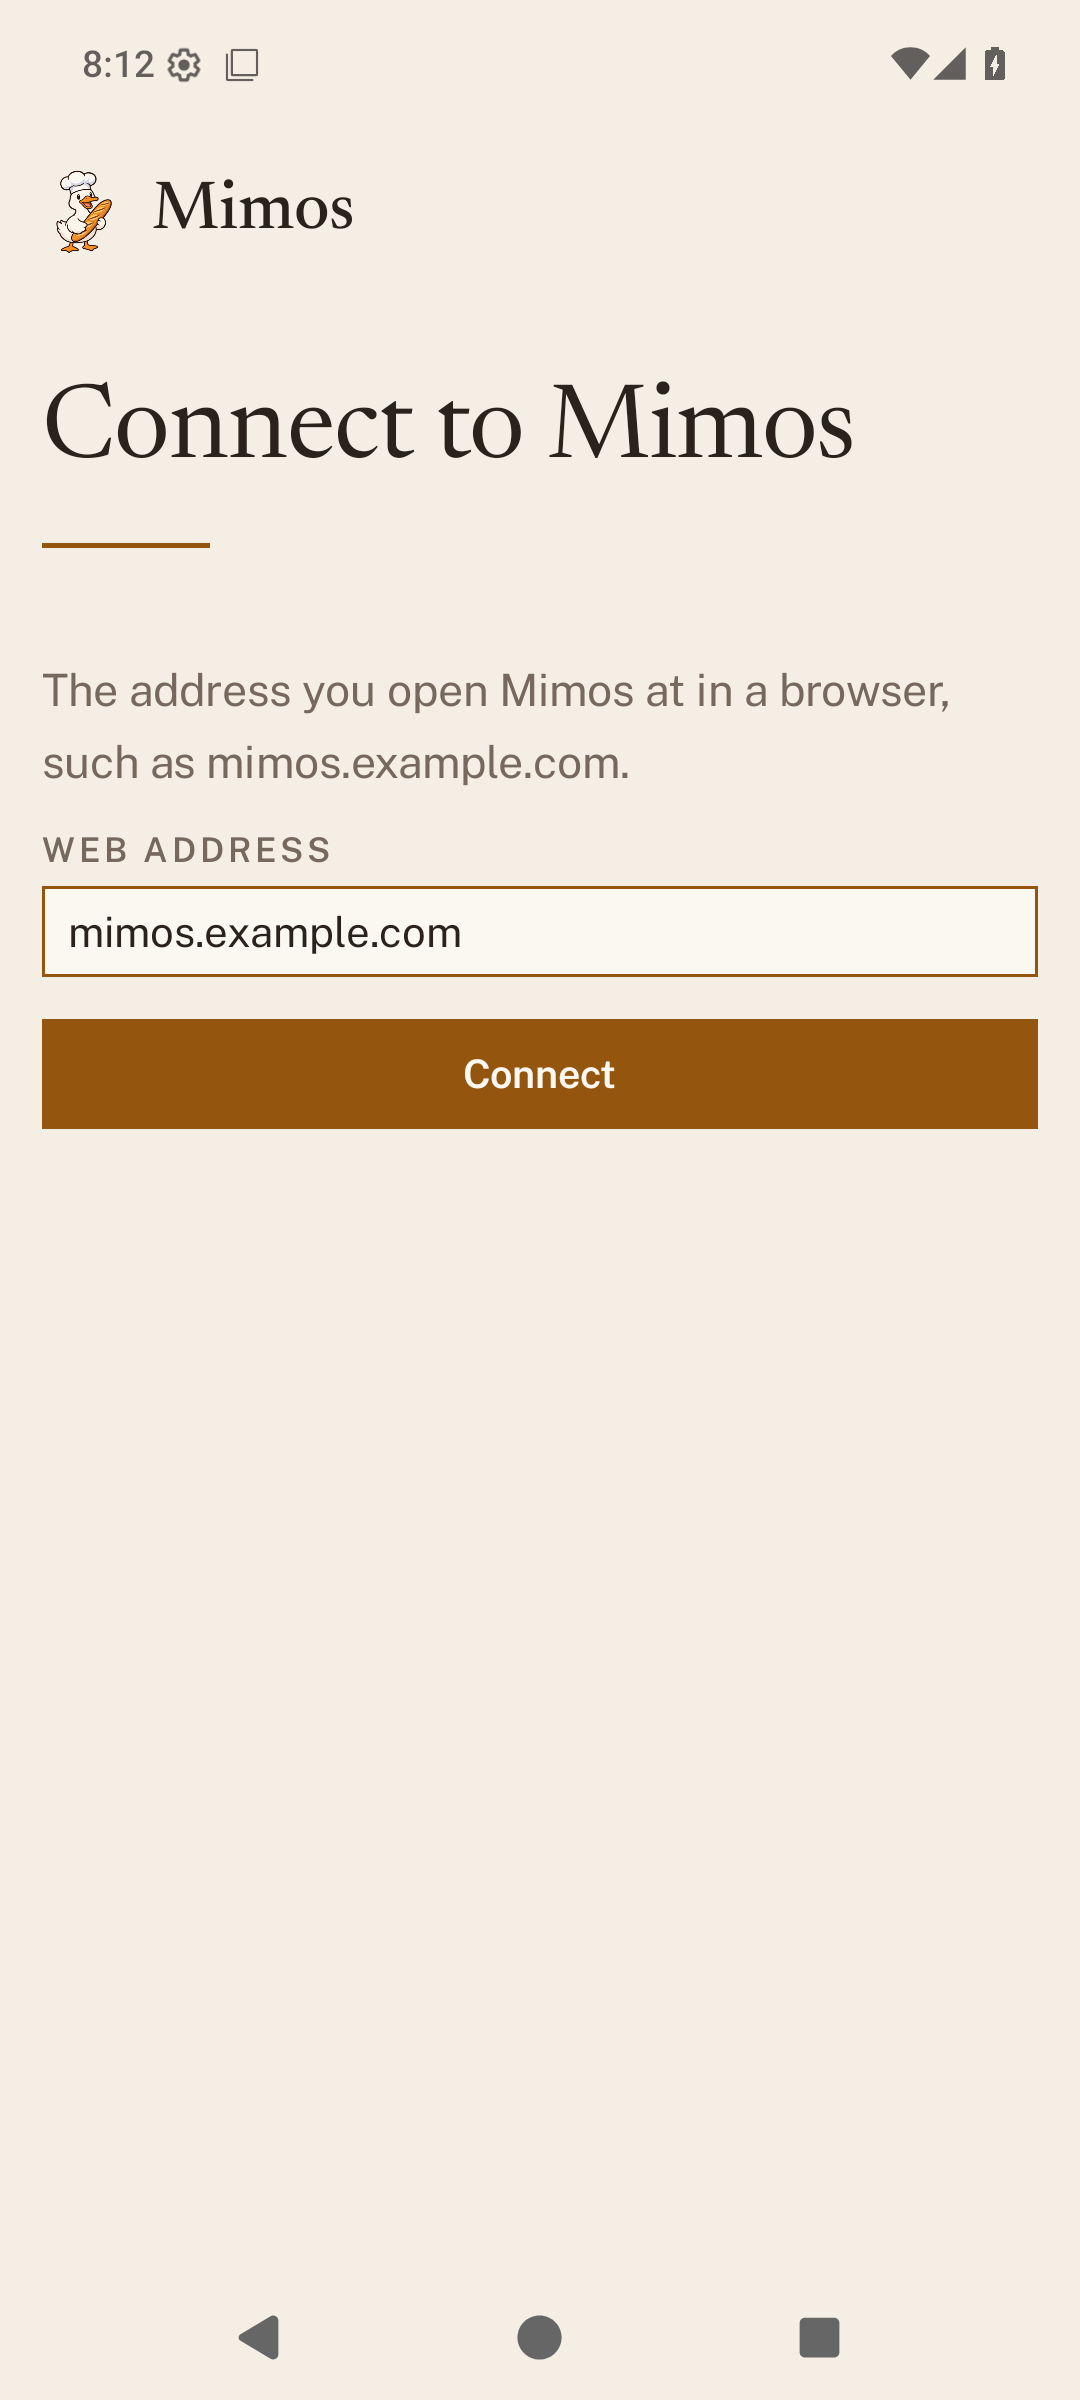 8:12
Mimos
Connect to Mimos
The address you open Mimos at in a browser,
such as mimos.example.com.
WEB ADDRESS
mimos.example.com
Connect